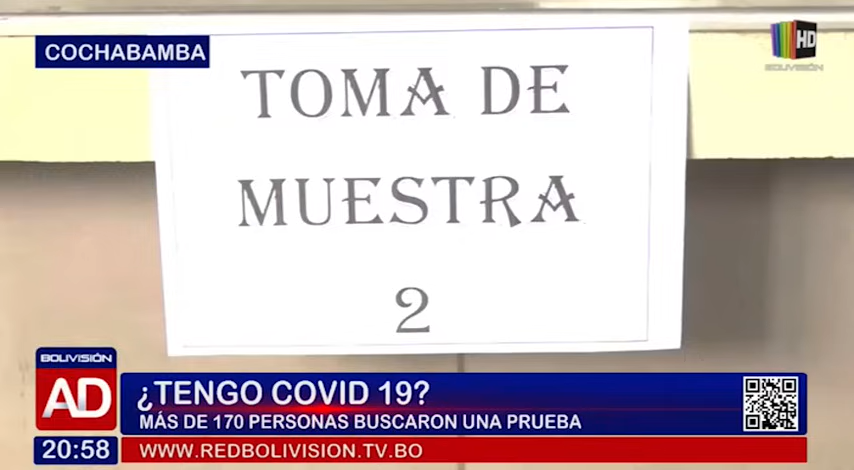 COCHABAMBA
HD
BOLIVISIÓN
TOMA DE
MUESTRA
2
BOLIVISIÓN
AD
¿TENGO COVID 19?
MÁS DE 170 PERSONAS BUSCARON UNA PRUEBA
20:58
WWW.REDBOLIVISION.TV.BO